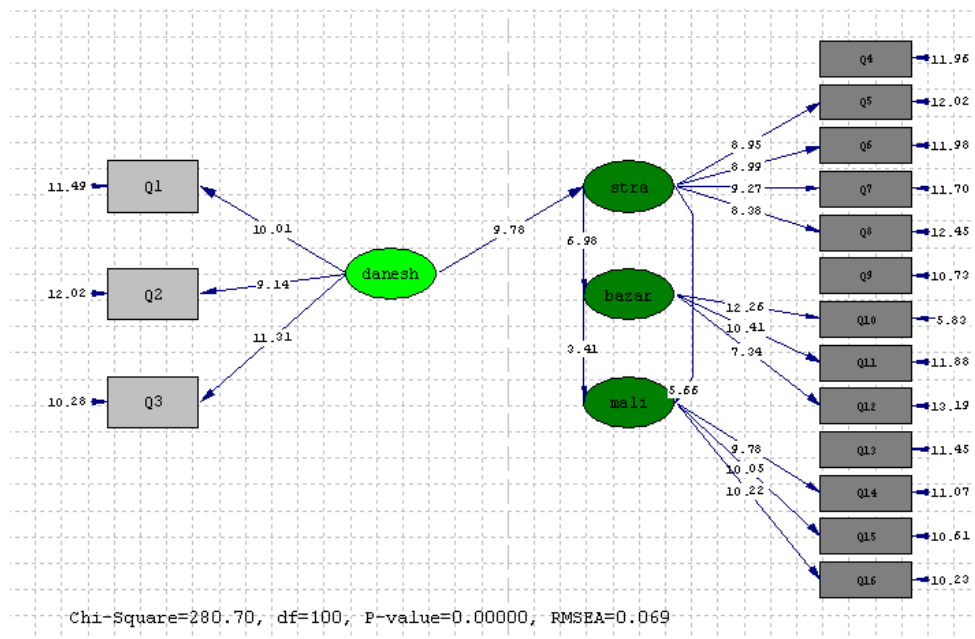 Q4 11.96
Q5 12.02
8.95
Q6 11.98
8.99
11.49 Q1 stra 9.27 Q7 11.70
8.38
10.01 9.78 6.98 Q8 12.45
danesh Q9 10.73
9.14
12.02 Q2 bazar 12.26
10.41 Q10 5.83
11.31 3.41 7.34 Q11 11.88
10.28 Q3 mali 5.66 Q12 13.19
9.78 Q13 11.45
10.05
10.22 Q14 11.07
Q15 10.61
Q16 10.23
Chi-Square=280.70, df=100, P-value=0.00000, RMSEA=0.069